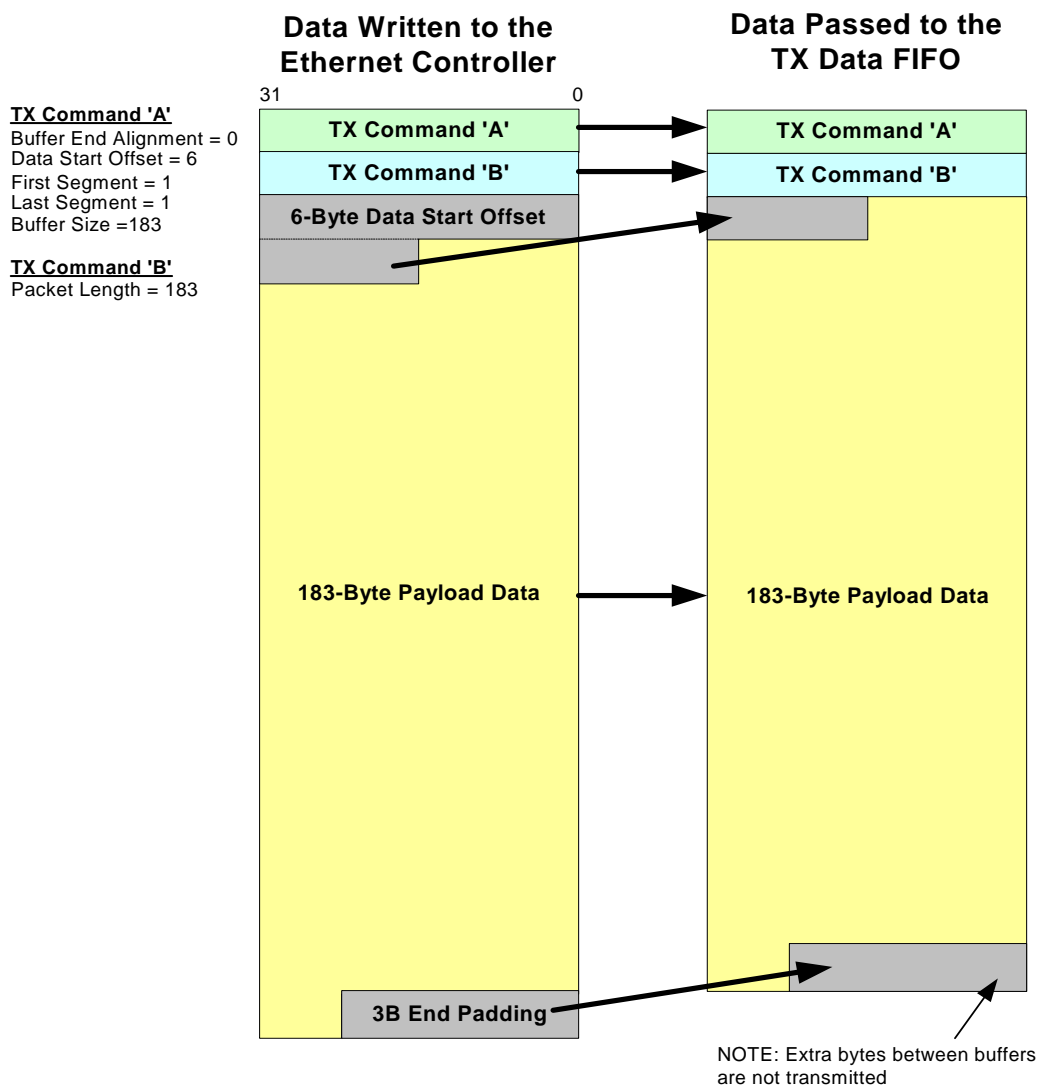 Data Written to the
Ethernet Controller
Data Passed to the
TX Data FIFO
31
0
TX Command 'A'
Buffer End Alignment = 0
Data Start Offset = 6
First Segment = 1
Last Segment = 1
Buffer Size =183
TX Command 'B'
Packet Length = 183
TX Command 'A'
TX Command 'B'
6-Byte Data Start Offset
183-Byte Payload Data
3B End Padding
TX Command 'A'
TX Command 'B'
183-Byte Payload Data
NOTE: Extra bytes between buffers
are not transmitted